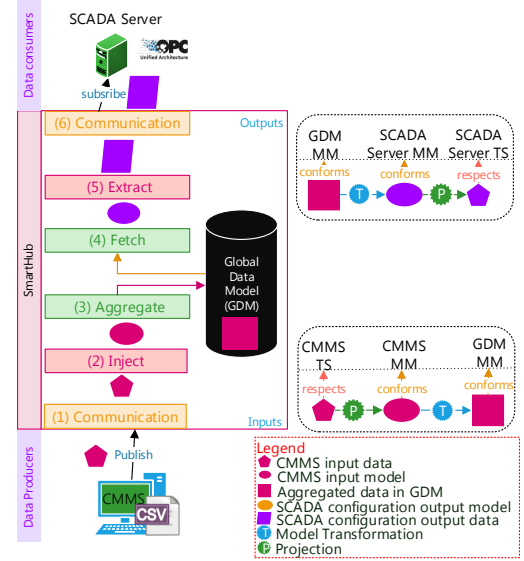 Data consumers
SCADA Server
OPC
Unified Architecture
subsribe
(6) Communication
Outputs
(5) Extract
(4) Fetch
SmartHub
Global
Data
Model
(GDM)
(3) Aggregate
(2) Inject
(1) Communication
Inputs
Data Producers
Publish
CMMS
CSV
GDM
MM
SCADA
Server MM
SCADA
Server TS
conforms
conforms
respects
T
P
CMMS
TS
CMMS
MM
GDM
MM
respects
conforms
conforms
P
T
Legend
CMMS input data
CMMS input model
Aggregated data in GDM
SCADA configuration output model
SCADA configuration output data
T Model Transformation
P Projection